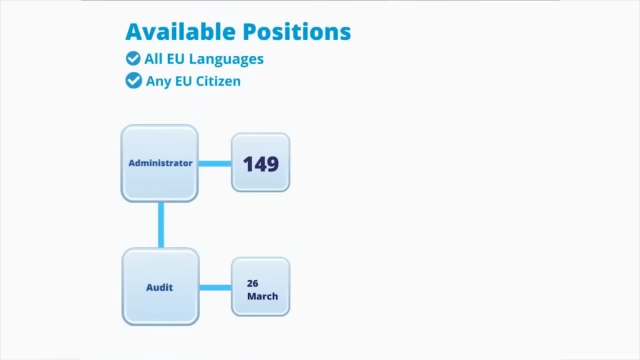 Available Positions
All EU Languages
Any EU Citizen
Administrator
149
Audit
26
March